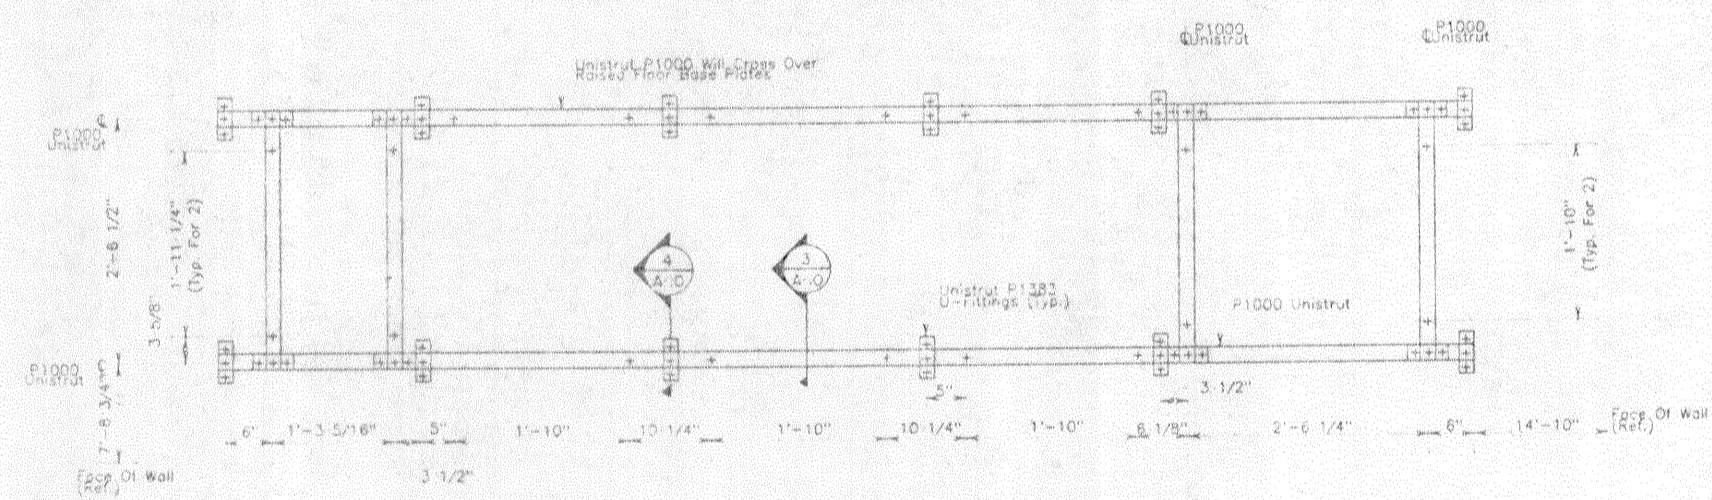 ℄ P1000
Unistrut
℄ P1000
Unistrut
Unistrut P1000 Will Cross Over
Raised Floor Base Plates
℄
P1000
Unistrut
2'-6 1/2"
1'-11 1/4"
(Typ. For 2)
1'-10"
(Typ. For 2)
4
3
3 5/8"
Unistrut P1383
U-Fittings (Typ.)
P1000 Unistrut
P1000
Unistrut
7'-8 3/4"
5"
3 1/2"
6"
1'-3 5/16"
5"
1'-10"
10 1/4"
1'-10"
10 1/4"
1'-10"
6 1/8"
2'-6 1/4"
6"
14'-10"
Face Of Wall
(Ref.)
3 1/2"
Face Of Wall
(Ref.)